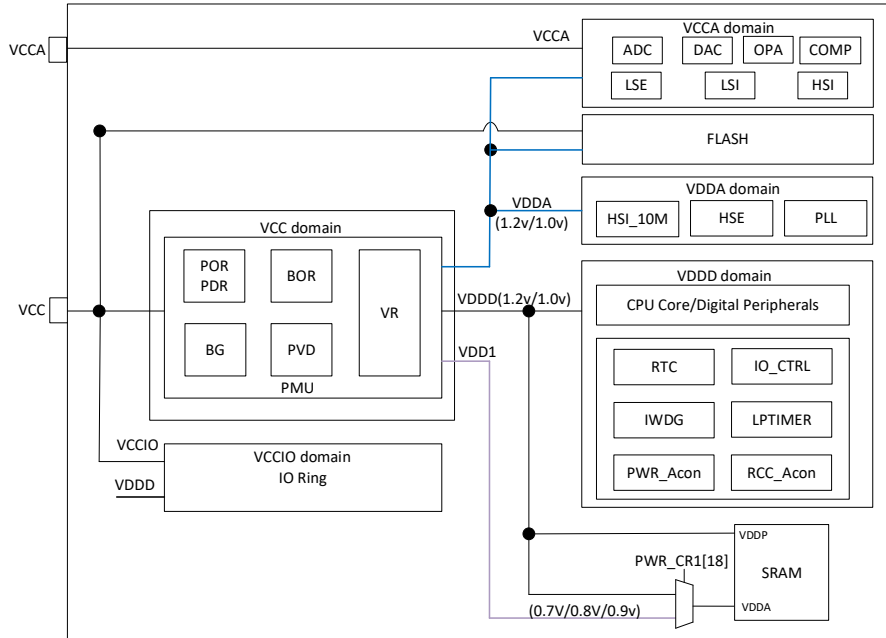 VCCA
VCCA
VCCA domain
ADC
DAC
OPA
COMP
LSE
LSI
HSI
FLASH
VDDA
(1.2v/1.0v)
VDDA domain
HSI_10M
HSE
PLL
VCC
VCC domain
POR
PDR
BOR
VR
BG
PVD
PMU
VDDD(1.2v/1.0v)
VDD1
VDDD domain
CPU Core/Digital Peripherals
RTC
IO_CTRL
IWDG
LPTIMER
PWR_Acon
RCC_Acon
VCCIO
VDDD
VCCIO domain
IO Ring
PWR_CR1[18]
(0.7V/0.8V/0.9v)
VDDP
SRAM
VDDA